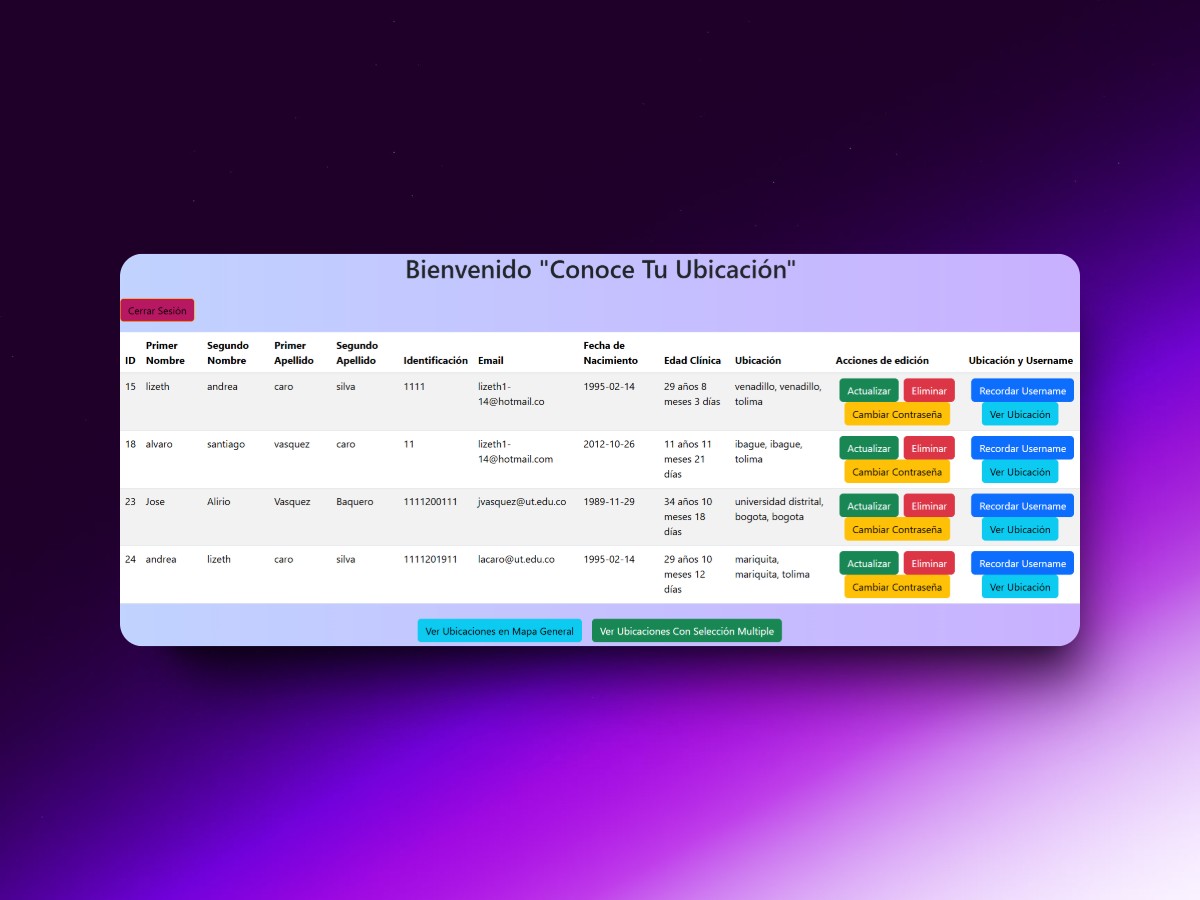 Bienvenido "Conoce Tu Ubicación"
Cerrar Sesión
ID Primer Nombre Segundo Nombre Primer Apellido Segundo Apellido Identificación Email Fecha de Nacimiento Edad Clínica Ubicación Acciones de edición Ubicación y Username
15 lizeth andrea caro silva 1111 lizeth1-14@hotmail.co 1995-02-14 29 años 8 meses 3 días venadillo, venadillo, tolima Actualizar Eliminar Cambiar Contraseña Recordar Username Ver Ubicación
18 alvaro santiago vasquez caro 11 lizeth1-14@hotmail.com 2012-10-26 11 años 11 meses 21 días ibague, ibague, tolima Actualizar Eliminar Cambiar Contraseña Recordar Username Ver Ubicación
23 Jose Alirio Vasquez Baquero 1111200111 jvasquez@ut.edu.co 1989-11-29 34 años 10 meses 18 días universidad distrital, bogota, bogota Actualizar Eliminar Cambiar Contraseña Recordar Username Ver Ubicación
24 andrea lizeth caro silva 1111201911 lacaro@ut.edu.co 1995-02-14 29 años 10 meses 12 días mariquita, mariquita, tolima Actualizar Eliminar Cambiar Contraseña Recordar Username Ver Ubicación
Ver Ubicaciones en Mapa General Ver Ubicaciones Con Selección Multiple